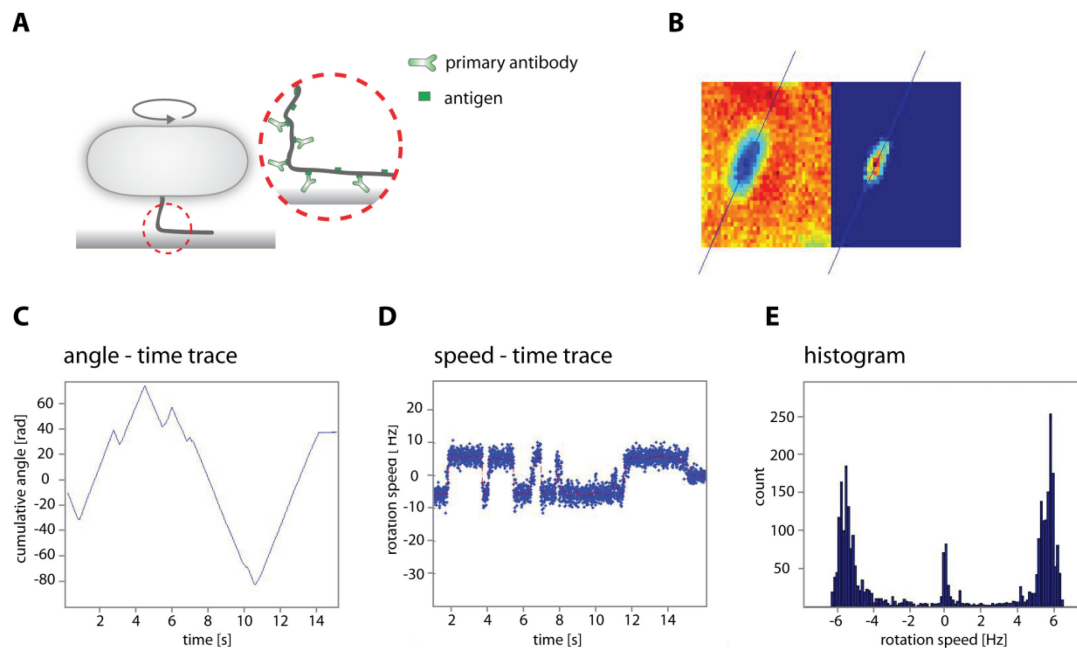 A
primary antibody
antigen
B
C
angle - time trace
cumulative angle [rad]
60
40
20
0
-20
-40
-60
-80
2
4
6
8
10
12
14
time [s]
D
speed - time trace
rotation speed [ Hz]
20
10
0
-10
-30
2
4
6
8
10
12
14
time [s]
E
histogram
count
250
200
150
100
50
-6
-4
-2
0
2
4
6
rotation speed [Hz]